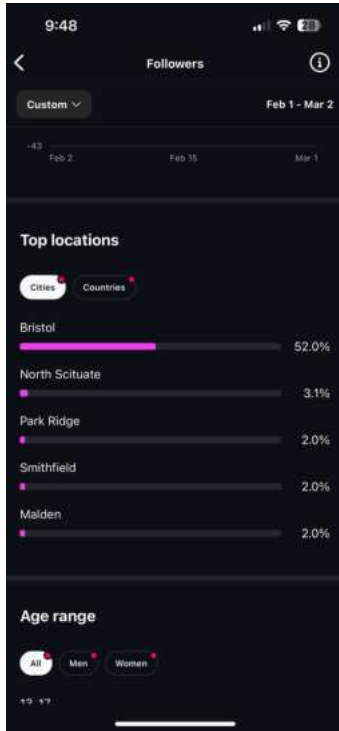 9:48
28
Followers
Custom
Feb 1 - Mar 2
-43
Feb 2
Feb 15
Mar 1
Top locations
Cities
Countries
Bristol
52.0%
North Scituate
3.1%
Park Ridge
2.0%
Smithfield
2.0%
Malden
2.0%
Age range
All
Men
Women
13-17